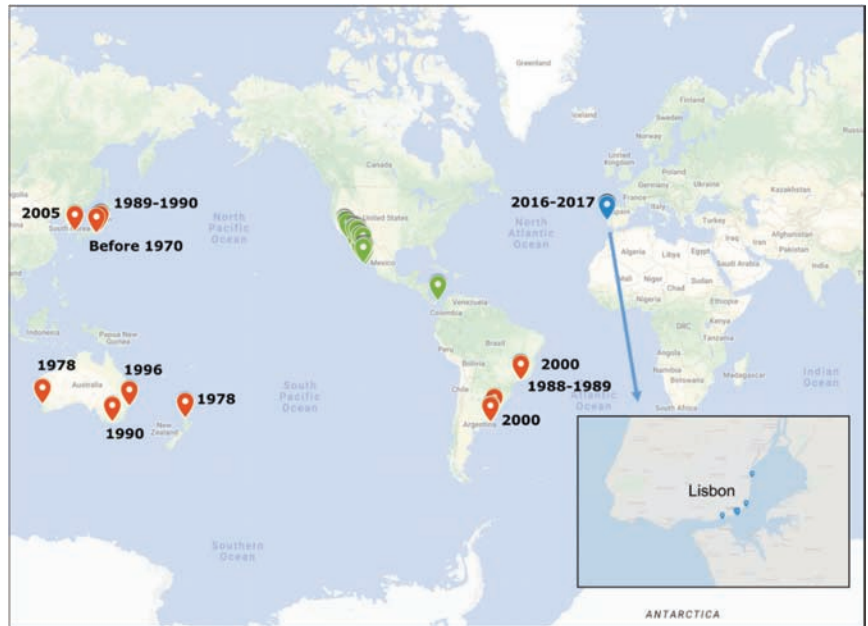 Greenland
Iceland
Finland
Sweden
Norway
Russia
Canada
United Kingdom
Poland
Germany
Ukraine
Kazakhstan
France
2016-2017
Spain
Italy
Turkey
Afghanistan
Iraq
Iran
Pakistan
Algeria
Libya
Egypt
Saudi Arabia
India
Mali
Niger
Sudan
Chad
Nigeria
Ethiopia
DRC
Kenya
Tanzania
Angola
Namibia
Botswana
Madagascar
South Africa
1989-1990
2005
South Korea
Before 1970
North Pacific Ocean
United States
North Atlantic Ocean
Mexico
Venezuela
Colombia
Peru
Brazil
Bolivia
Chile
Argentina
Indonesia
Papua New Guinea
1978
1996
Australia
1990
1978
New Zealand
2000
1988-1989
2000
South Pacific Ocean
Atlantic Ocean
Indian Ocean
Southern Ocean
Lisbon
ANTARCTICA